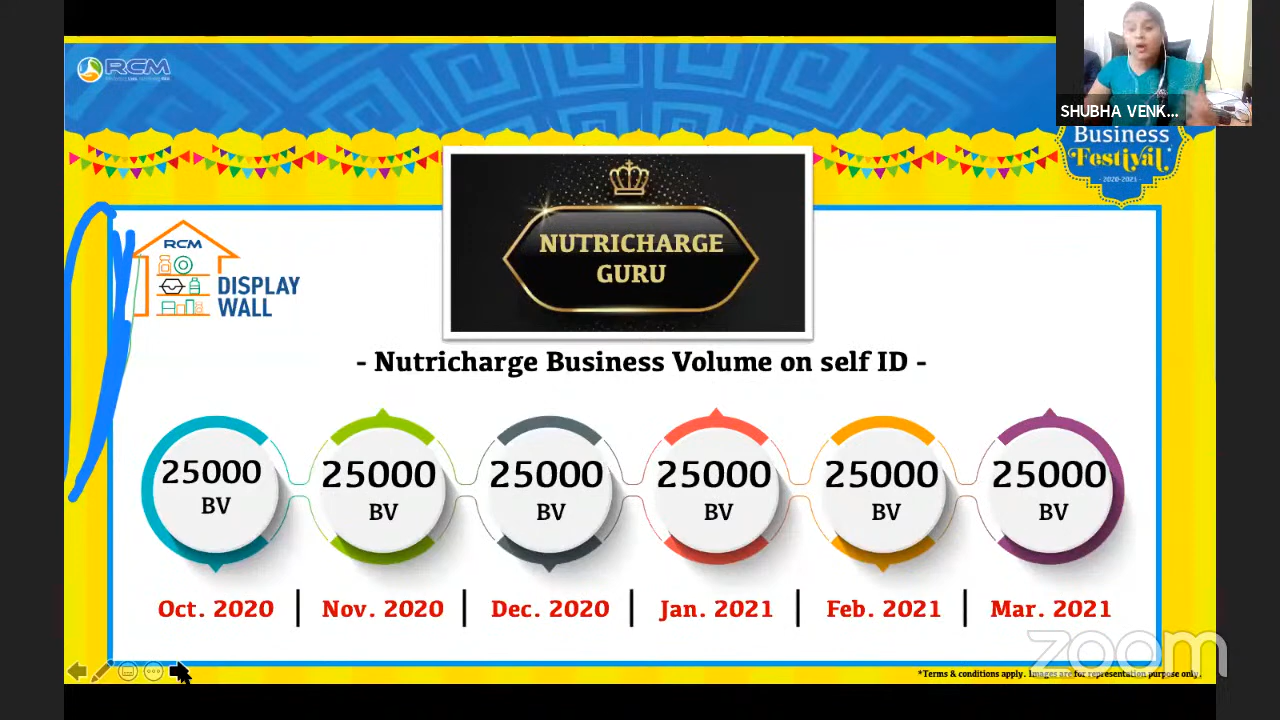 RCM
SHUBHA VENK...
Business
Festival
- 2020-2021 -
NUTRICHARGE
GURU
RCM
DISPLAY
WALL
- Nutricharge Business Volume on self ID -
25000 25000 25000 25000 25000 25000
BV BV BV BV BV BV
Oct. 2020 Nov. 2020 Dec. 2020 Jan. 2021 Feb. 2021 Mar. 2021
zoom
*Terms & conditions apply. Images are for representation purpose only.